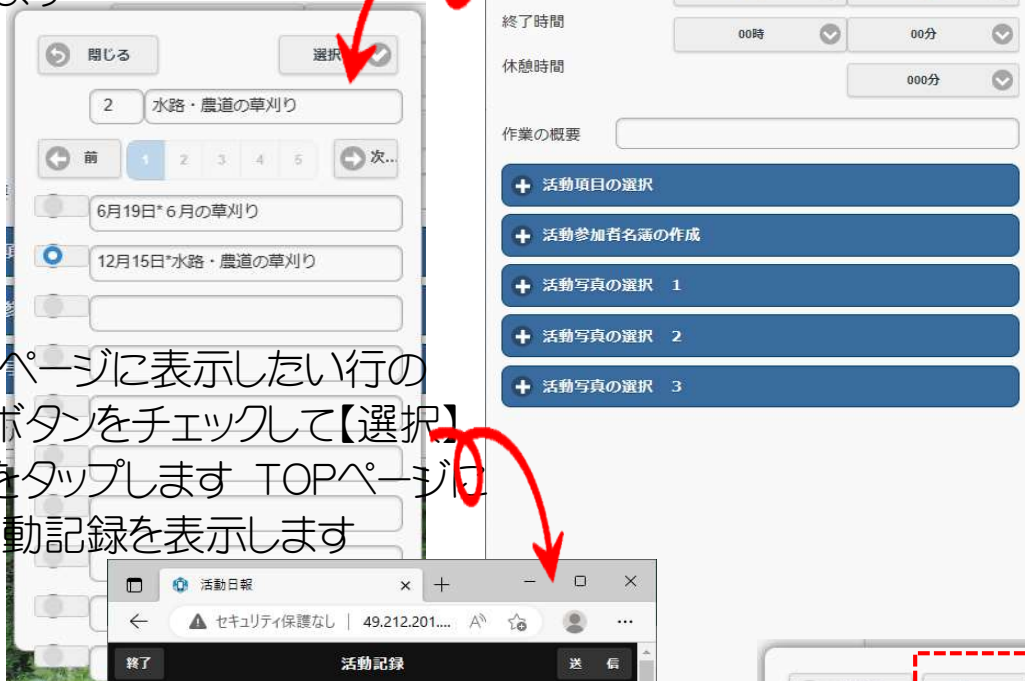 閉じる
選択
2 水路・農道の草刈り
前 1 2 3 4 5 次...
6月19日*６月の草刈り
12月15日*水路・農道の草刈り
ページに表示したい行の
ボタンをチェックして【選択】
をタップします TOPページに
動記録を表示します
終了時間 00時 00分
休憩時間 000分
作業の概要
活動項目の選択
活動参加者名簿の作成
活動写真の選択 1
活動写真の選択 2
活動写真の選択 3
活動日報
セキュリティ保護なし | 49.212.201....
終了 活動記録 送 信